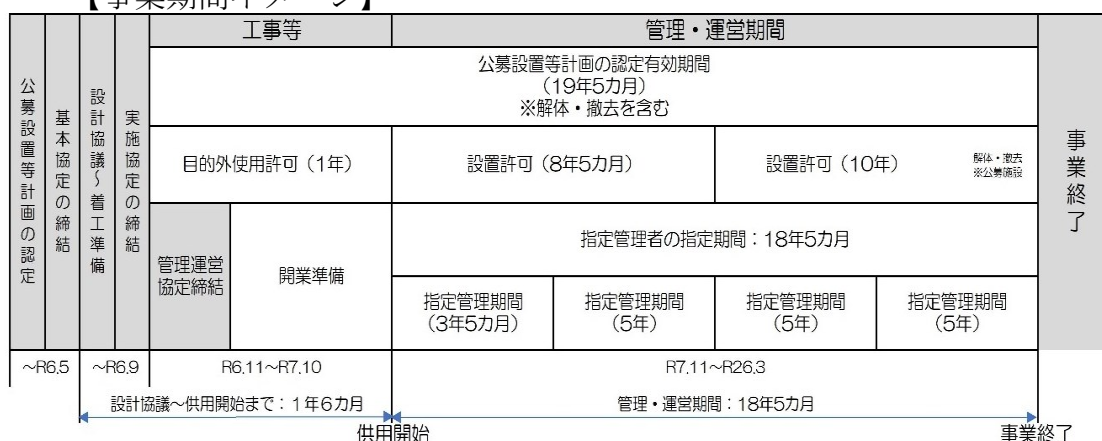 【事業期間イメージ】
工事等
管理・運営期間
公募設置等計画の認定
基本協定の締結
設計協議~着工準備
実施協定の締結
公募設置等計画の認定有効期間
(19年5カ月)
※解体・撤去を含む
目的外使用許可(1年)
設置許可(8年5カ月)
設置許可(10年)
解体・撤去
※公募施設
事業終了
管理運営
協定締結
開業準備
指定管理者の指定期間:18年5カ月
指定管理期間
(3年5カ月)
指定管理期間
(5年)
指定管理期間
(5年)
指定管理期間
(5年)
~R6.5
~R6.9
R6.11~R7.10
R7.11~R26.3
設計協議~供用開始まで:1年6カ月
管理・運営期間:18年5カ月
供用開始
事業終了